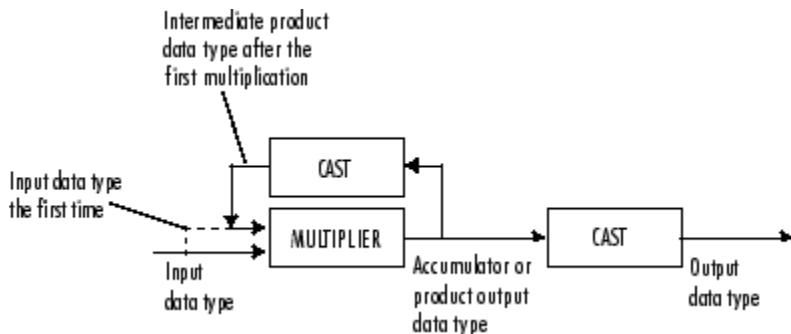 Intermediate product
data type after the
first multiplication
CAST
Input data type
the first time
MULTIPLIER
CAST
Input
data type
Accumulator or
product output
data type
Output
data type